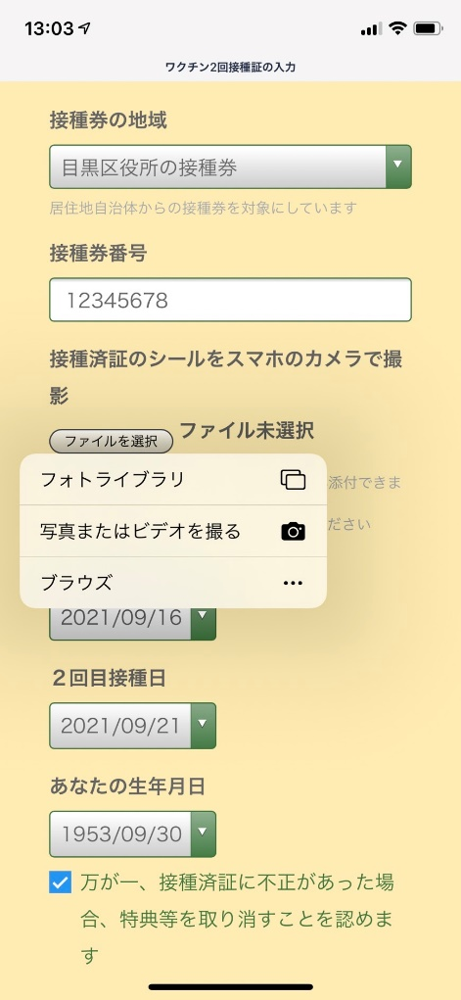 13:03
ワクチン2回接種証の入力
接種券の地域
目黒区役所の接種券
居住地自治体からの接種券を対象にしています
接種券番号
12345678
接種済証のシールをスマホのカメラで撮
影
ファイルを選択 ファイル未選択
フォトライブラリ
添付できま
写真またはビデオを撮る
ださい
ブラウズ
2021/09/16
２回目接種日
2021/09/21
あなたの生年月日
1953/09/30
万が一、接種済証に不正があった場
合、特典等を取り消すことを認めま
す